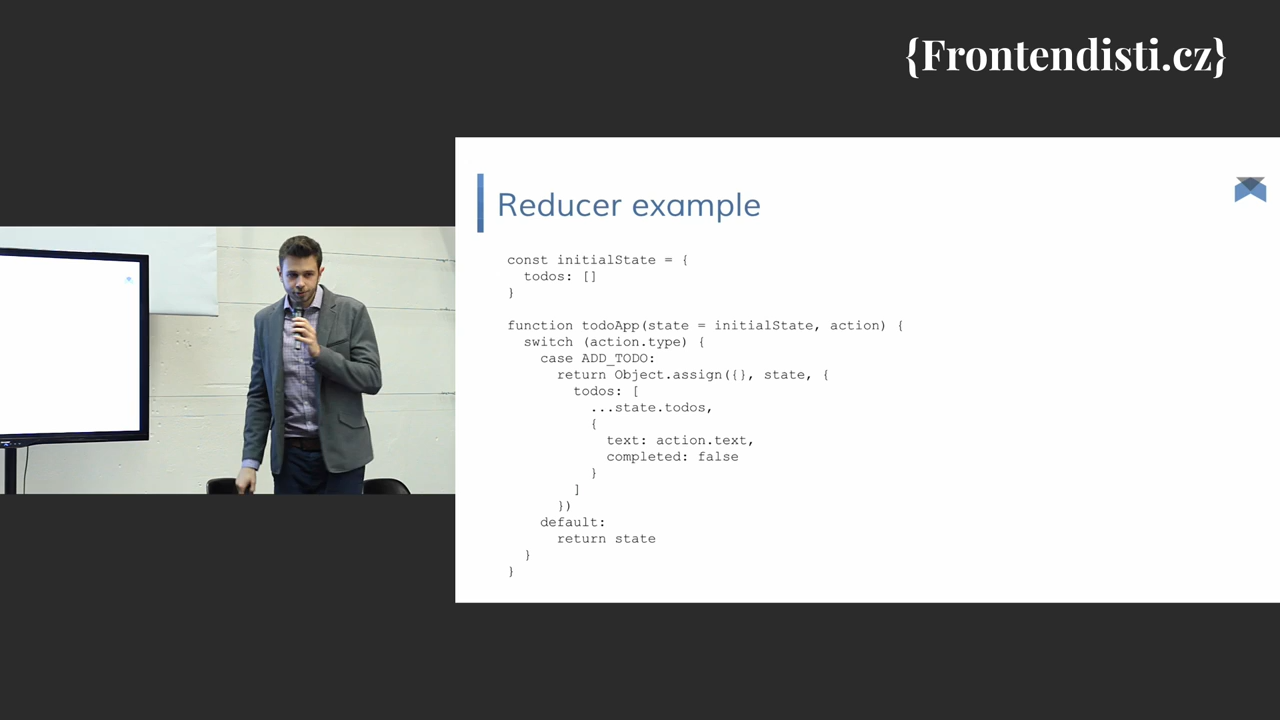 {Frontendisti.cz}
Reducer example
const initialState = {
  todos: []
}
function todoApp(state = initialState, action) {
  switch (action.type) {
    case ADD_TODO:
      return Object.assign({}, state, {
        todos: [
          ...state.todos,
          {
            text: action.text,
            completed: false
          }
        ]
      })
    default:
      return state
  }
}